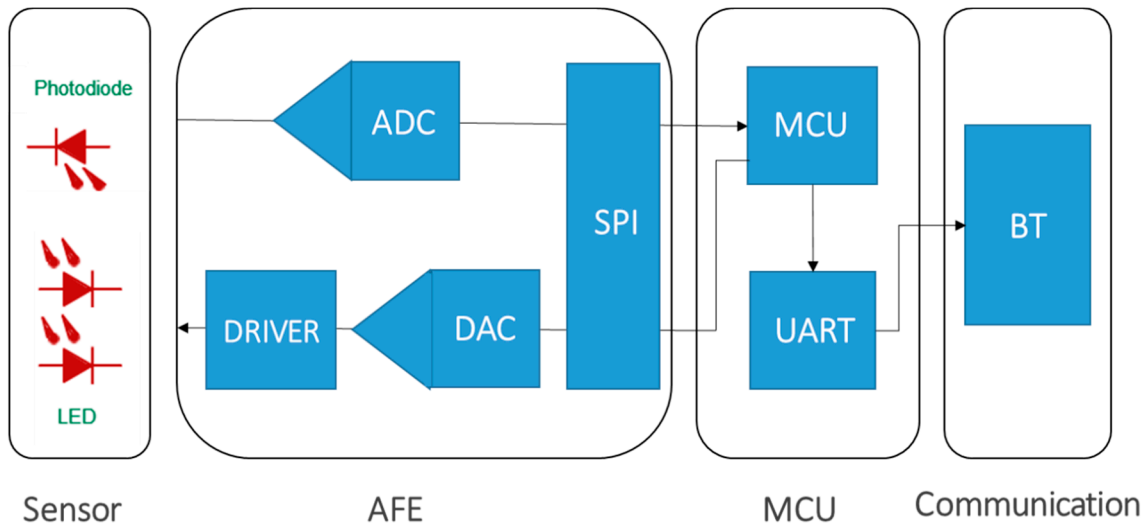 Photodiode
LED
ADC
DRIVER
DAC
SPI
MCU
UART
BT
Sensor
AFE
MCU
Communication